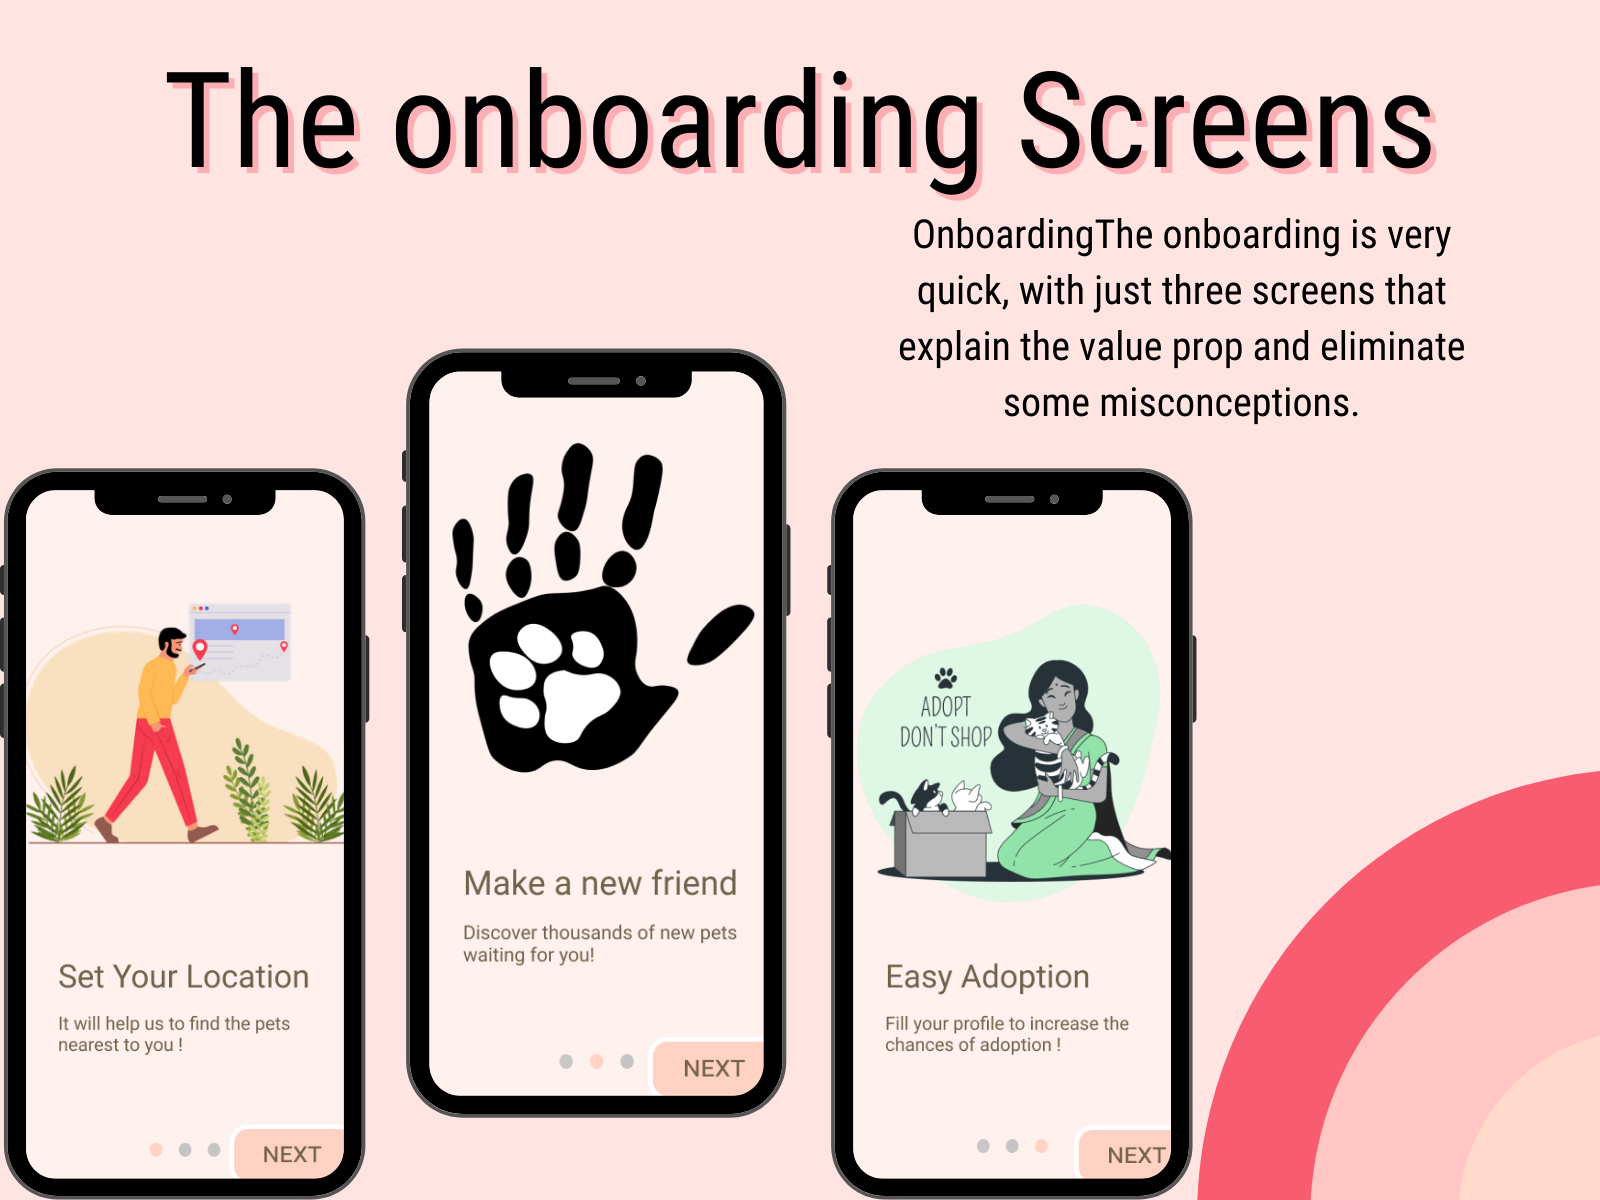 The onboarding Screens
OnboardingThe onboarding is very
quick, with just three screens that
explain the value prop and eliminate
some misconceptions.
Set Your Location
It will help us to find the pets
nearest to you !
NEXT
Make a new friend
Discover thousands of new pets
waiting for you!
NEXT
ADOPT
DON'T SHOP
Easy Adoption
Fill your profile to increase the
chances of adoption !
NEXT